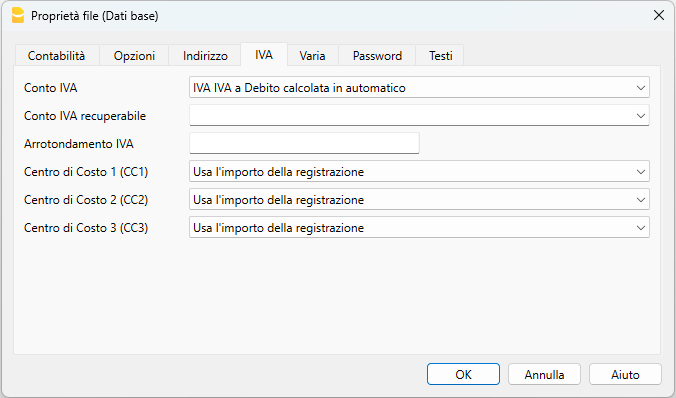 Proprietà file (Dati base)
Contabilità Opzioni Indirizzo IVA Varia Password Testi
Conto IVA IVA IVA a Debito calcolata in automatico
Conto IVA recuperabile
Arrotondamento IVA
Centro di Costo 1 (CC1) Usa l'importo della registrazione
Centro di Costo 2 (CC2) Usa l'importo della registrazione
Centro di Costo 3 (CC3) Usa l'importo della registrazione
OK Annulla Aiuto